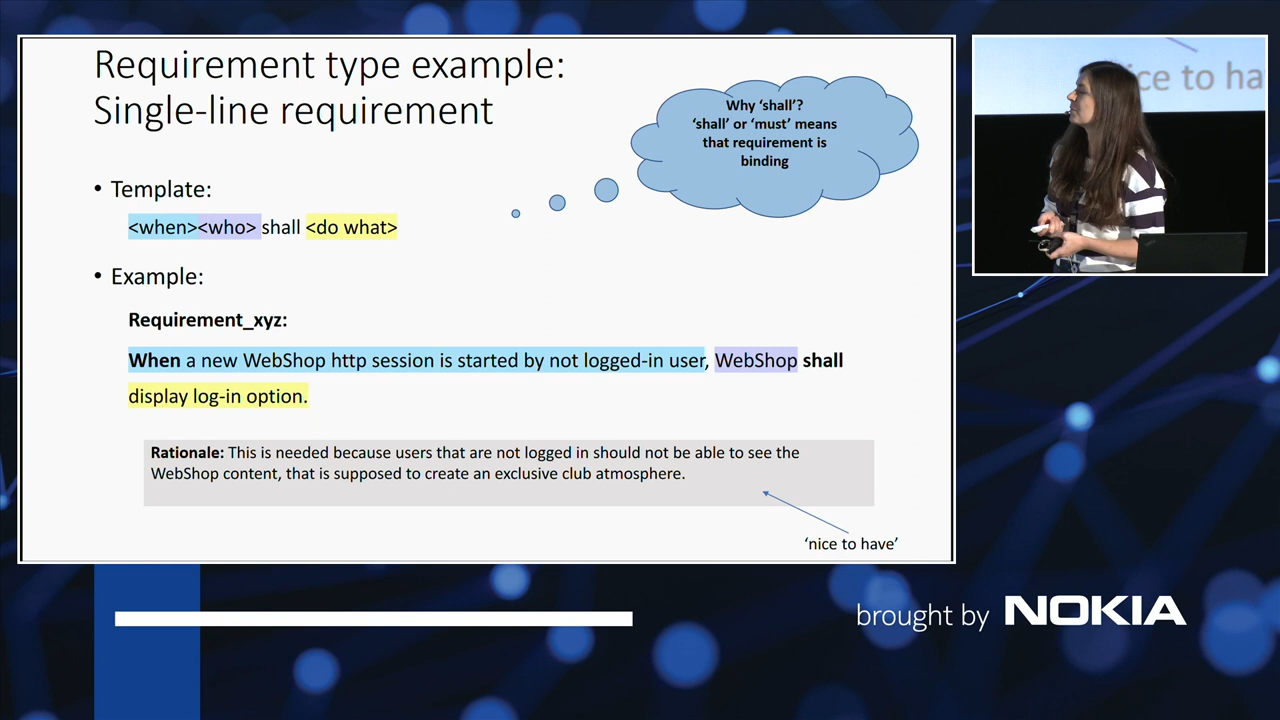 Requirement type example:
Single-line requirement
Why ‘shall’?
‘shall’ or ‘must’ means
that requirement is
binding
• Template:
<when><who> shall <do what>
• Example:
Requirement_xyz:
When a new WebShop http session is started by not logged-in user, WebShop shall
display log-in option.
Rationale: This is needed because users that are not logged in should not be able to see the
WebShop content, that is supposed to create an exclusive club atmosphere.
‘nice to have’
ice to ha
brought by NOKIA